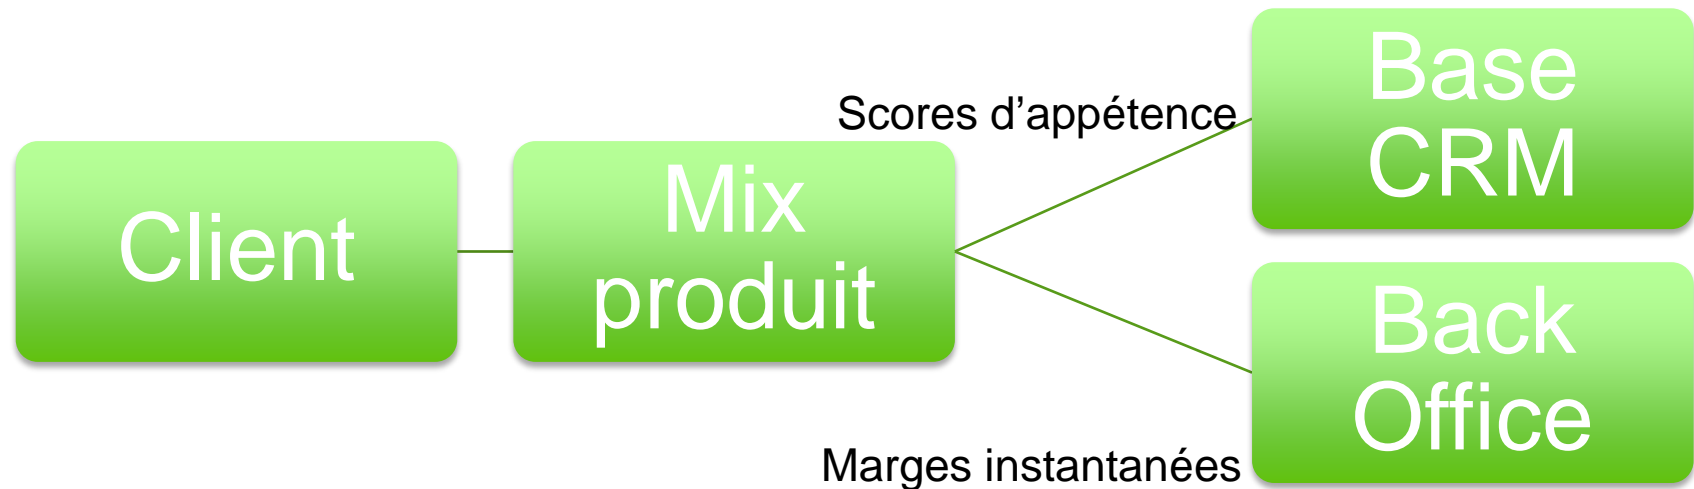 Client
Mix
produit
Scores d’appétence
Base
CRM
Back
Office
Marges instantanées